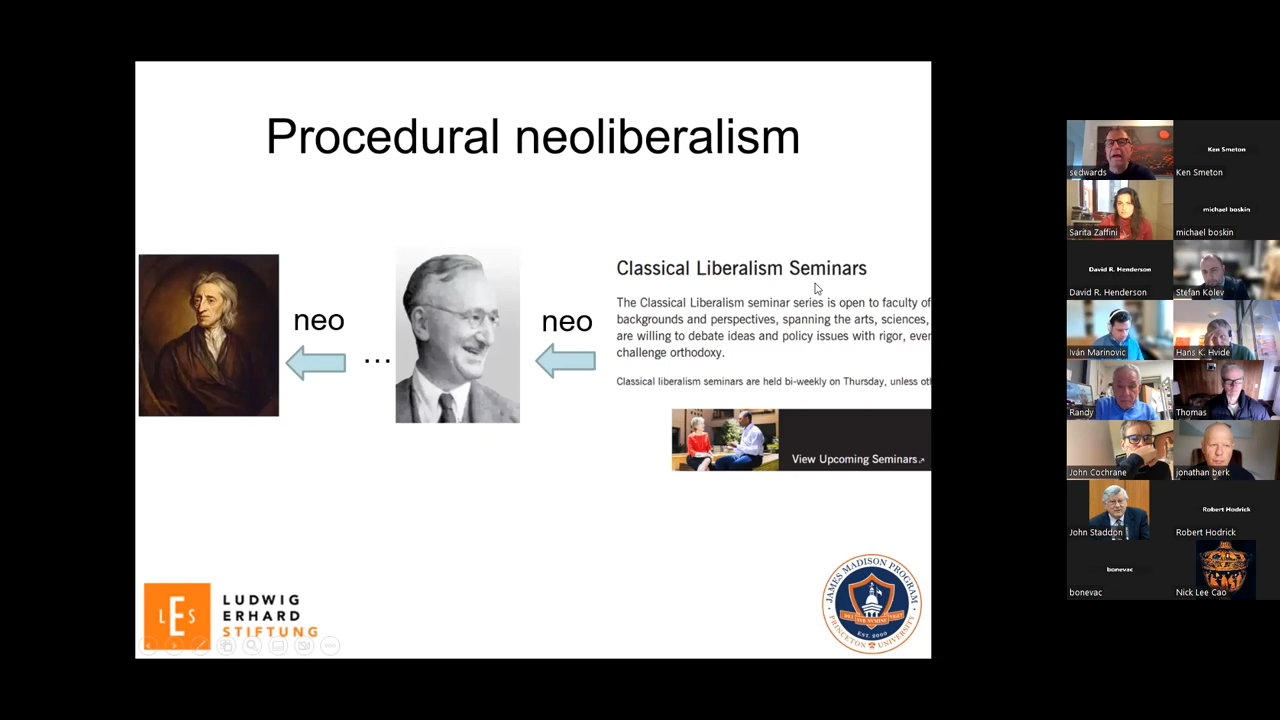 Procedural neoliberalism
neo
...
neo
Classical Liberalism Seminars
The Classical Liberalism seminar series is open to faculty of
backgrounds and perspectives, spanning the arts, sciences,
are willing to debate ideas and policy issues with rigor, ever
challenge orthodoxy.
Classical liberalism seminars are held bi-weekly on Thursday, unless ot
View Upcoming Seminars
LES
LUDWIG
ERHARD
STIFTUNG
JAMES MADISON PROGRAM
EST. 2000
PRINCETON UNIVERSITY
sedwards
Ken Smeton
Ken Smeton
Sarita Zaffini
michael boskin
michael boskin
David R. Henderson
David R. Henderson
Stefan Kolev
Iván Marinovic
Hans K. Hvide
Randy
Thomas
John Cochrane
jonathan berk
John Staddon
Robert Hodrick
Robert Hodrick
bonevac
bonevac
Nick Lee Cao